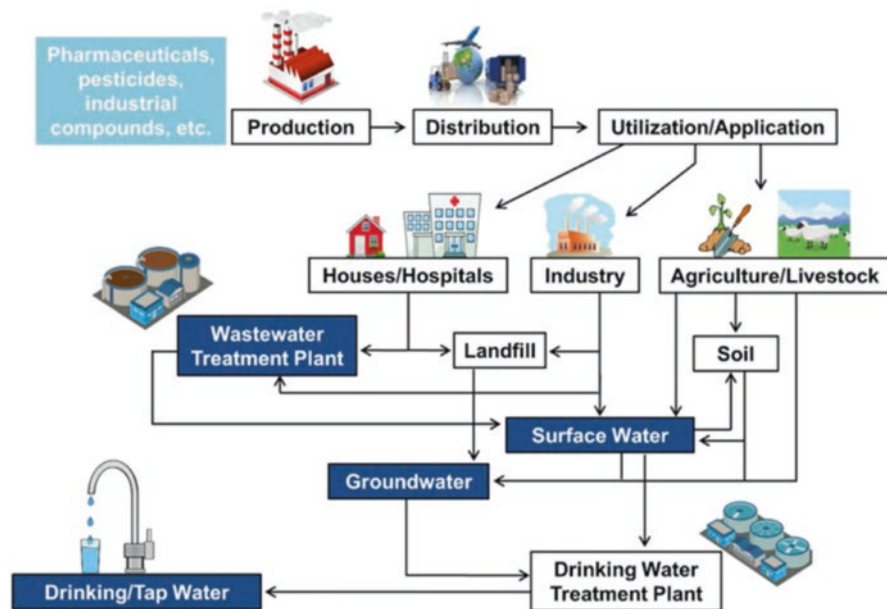 Pharmaceuticals,
pesticides,
industrial
compounds, etc.
Production
Distribution
Utilization/Application
Houses/Hospitals
Industry
Agriculture/Livestock
Wastewater
Treatment Plant
Landfill
Soil
Surface Water
Groundwater
Drinking Water
Treatment Plant
Drinking/Tap Water